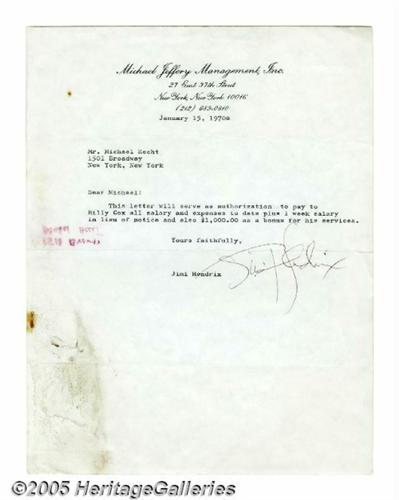 Michael Jeffery Management, Inc.
27 East 37th Street
New York, New York 10016
(212) 683-0810
January 15, 1970
Mr. Michael Hecht
1501 Broadway
New York, New York
Dear Michael:
This letter will serve as authorization to pay to
Billy Cox all salary and expenses to date plus 1 week salary
in lieu of notice and also $1,000.00 as a bonus for his services.
Yours faithfully,
Jimi Hendrix
Jimi Hendrix
©2005 HeritageGalleries